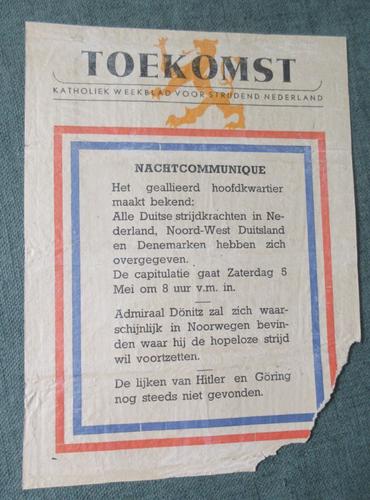 TOEKOMST
KATHOLIEK WEEKBLAD VOOR STRIJDEND NEDERLAND
NACHTCOMMUNIQUE
Het geallieerd hoofdkwartier
maakt bekend:
Alle Duitse strijdkrachten in Ne-
derland, Noord-West Duitsland
en Denemarken hebben zich
overgegeven.
De capitulatie gaat Zaterdag 5
Mei om 8 uur v.m. in.
Admiraal Dönitz zal zich waar-
schijnlijk in Noorwegen bevin-
den waar hij de hopeloze strijd
wil voortzetten.
De lijken van Hitler en Göring
nog steeds niet gevonden.